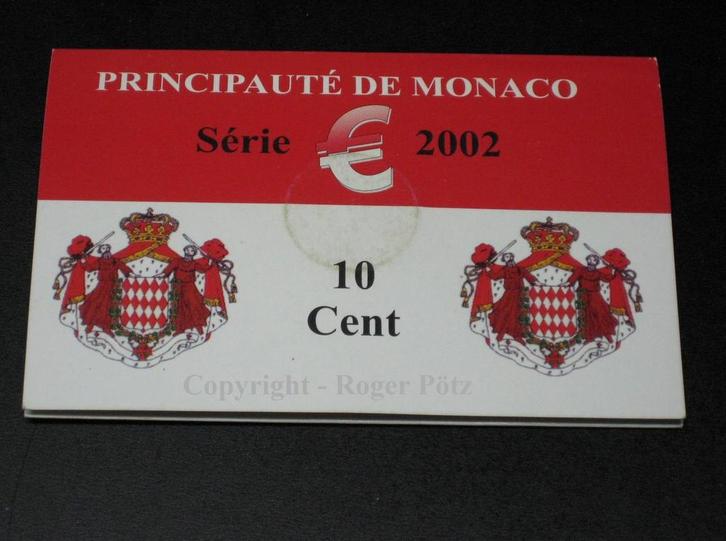 PRINCIPAUTÉ DE MONACO
Série € 2002
10
Cent
Copyright - Roger Pötz